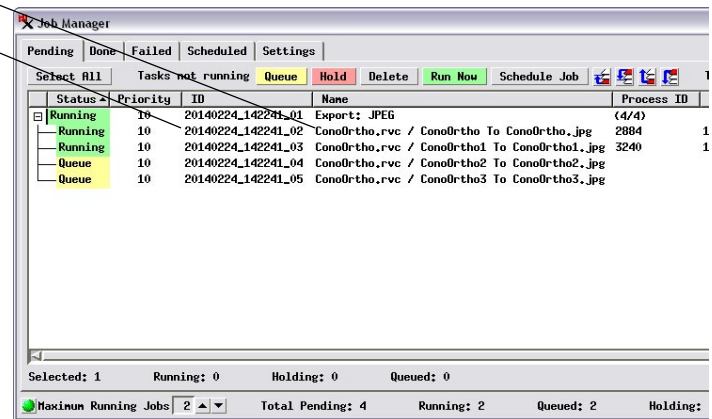 Job Manager
Pending Done Failed Scheduled Settings
Select All Tasks not running Queue Hold Delete Run Now Schedule Job
Status Priority ID Name Process ID
Running 10 20140224_142241_01 Export: JPEG (4/4)
Running 10 20140224_142241_02 ConoOrtho.rvc / ConoOrtho To ConoOrtho.jpg 2884 1
Running 10 20140224_142241_03 ConoOrtho.rvc / ConoOrtho1 To ConoOrtho1.jpg 3240 1
Queue 10 20140224_142241_04 ConoOrtho.rvc / ConoOrtho2 To ConoOrtho2.jpg
Queue 10 20140224_142241_05 ConoOrtho.rvc / ConoOrtho3 To ConoOrtho3.jpg
Selected: 1 Running: 0 Holding: 0 Queued: 0
Maximum Running Jobs 2 Total Pending: 4 Running: 2 Queued: 2 Holding: